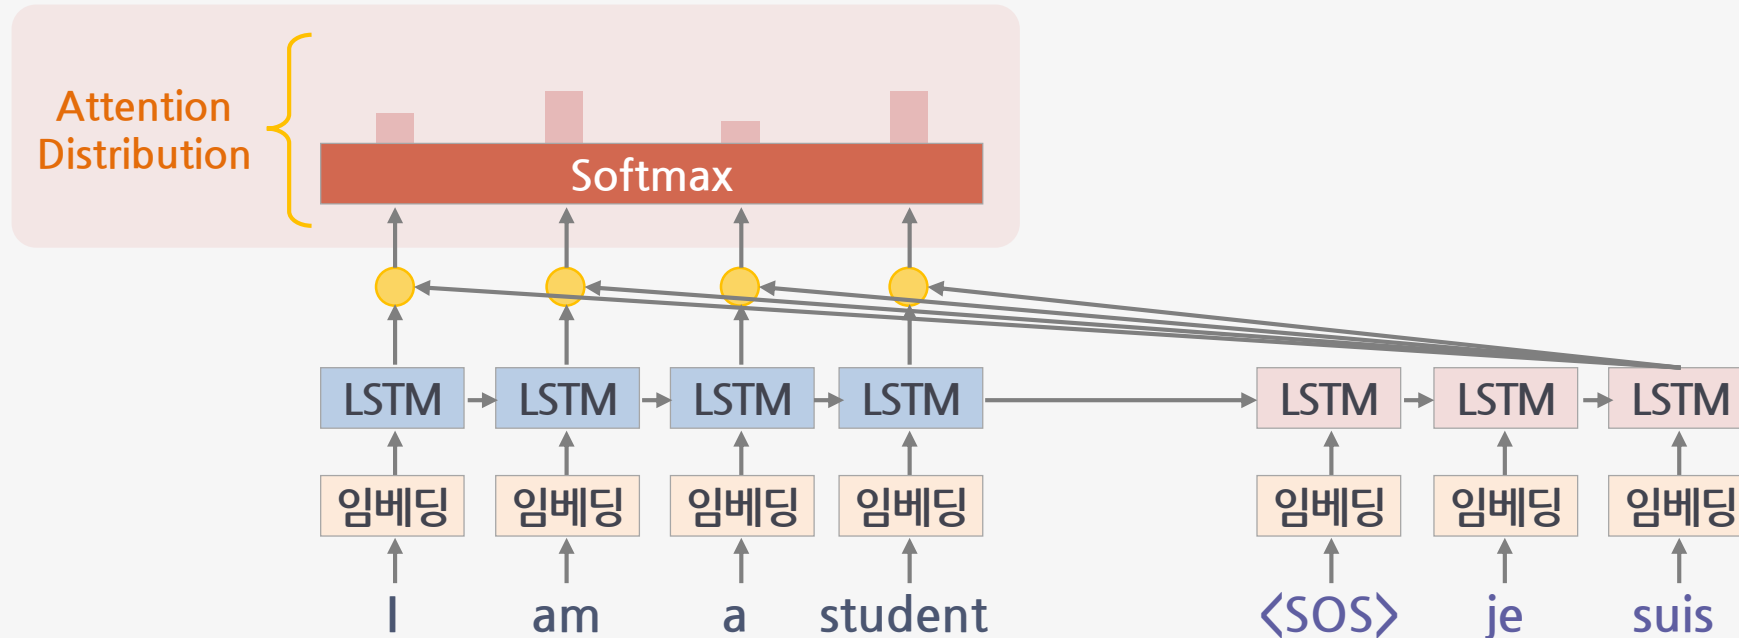 Attention
Distribution
Softmax
LSTM LSTM LSTM LSTM LSTM LSTM LSTM
임베딩 임베딩 임베딩 임베딩 임베딩 임베딩 임베딩
I am a student <SOS> je suis